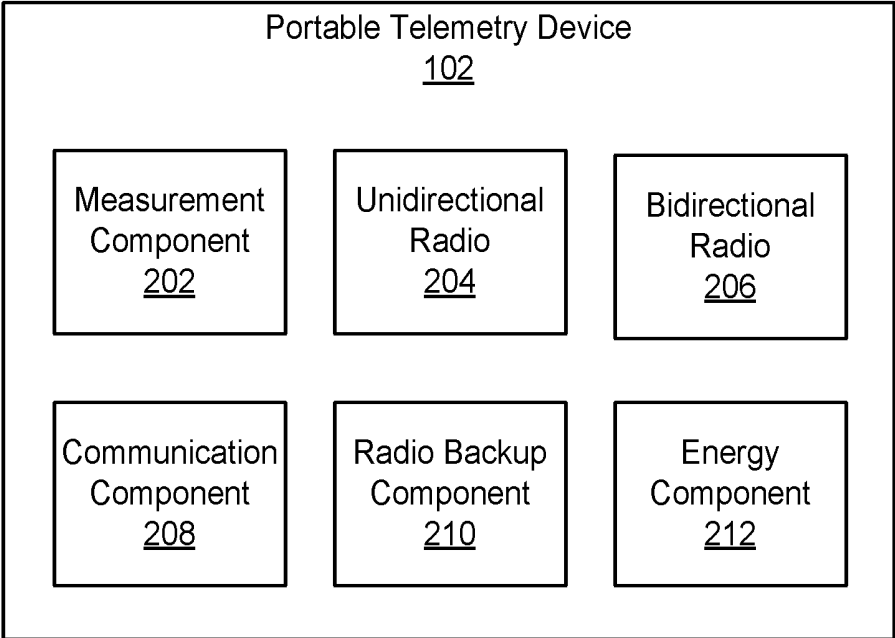 Portable Telemetry Device
102
Measurement
Component
202
Unidirectional
Radio
204
Bidirectional
Radio
206
Communication
Component
208
Radio Backup
Component
210
Energy
Component
212